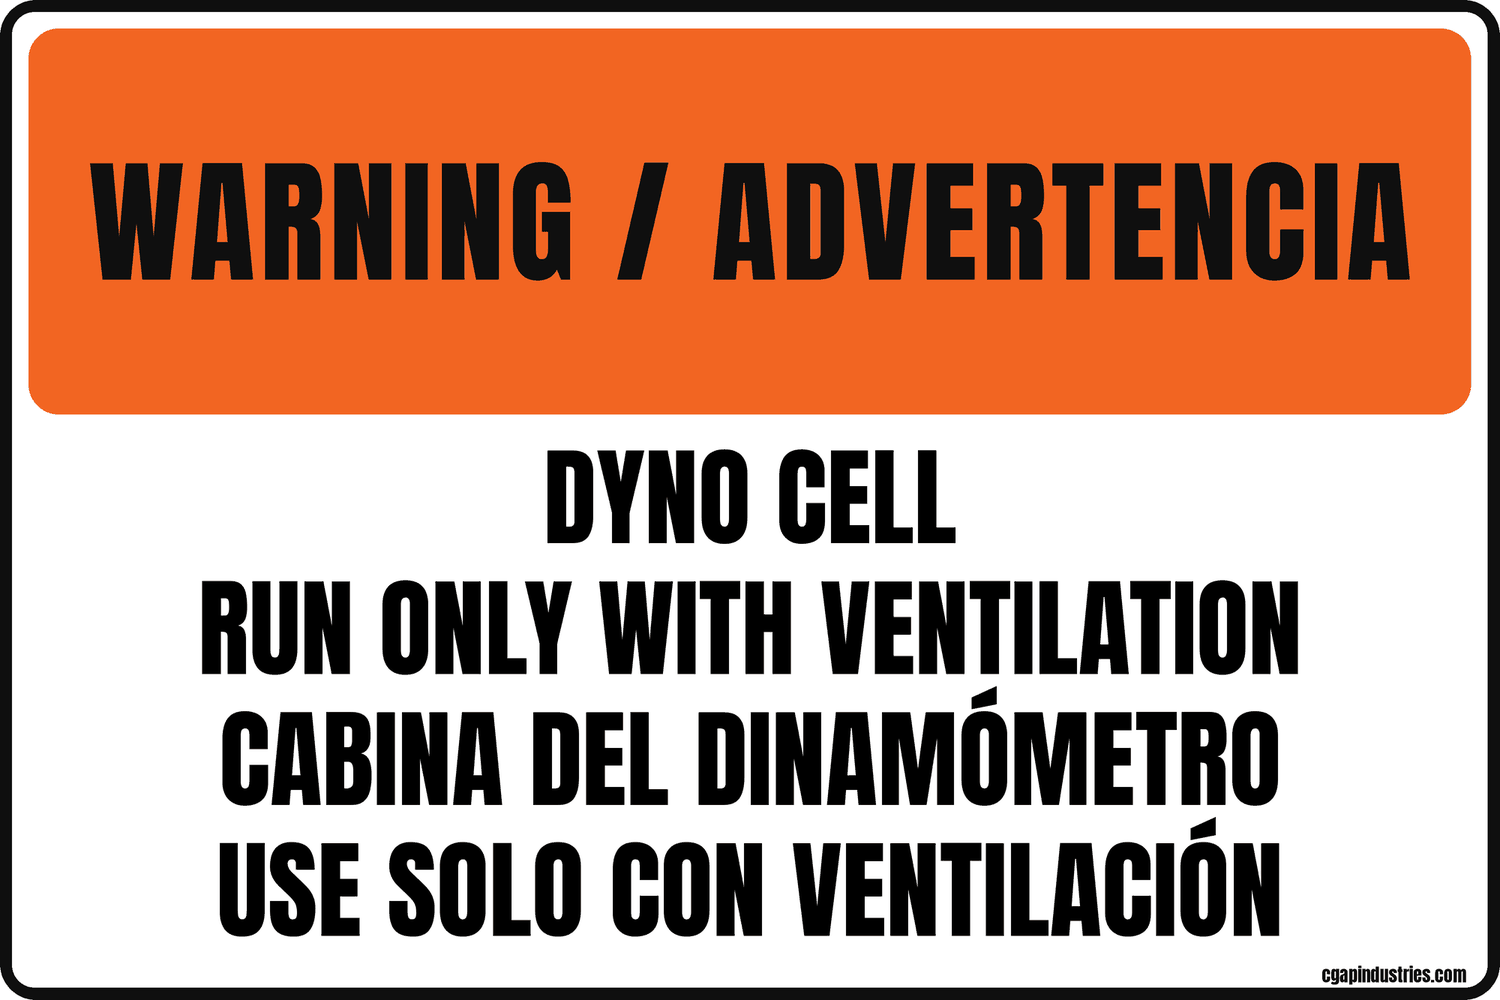 WARNING / ADVERTENCIA
DYNO CELL
RUN ONLY WITH VENTILATION
CABINA DEL DINAMÓMETRO
USE SOLO CON VENTILACIÓN
cgapindustries.com